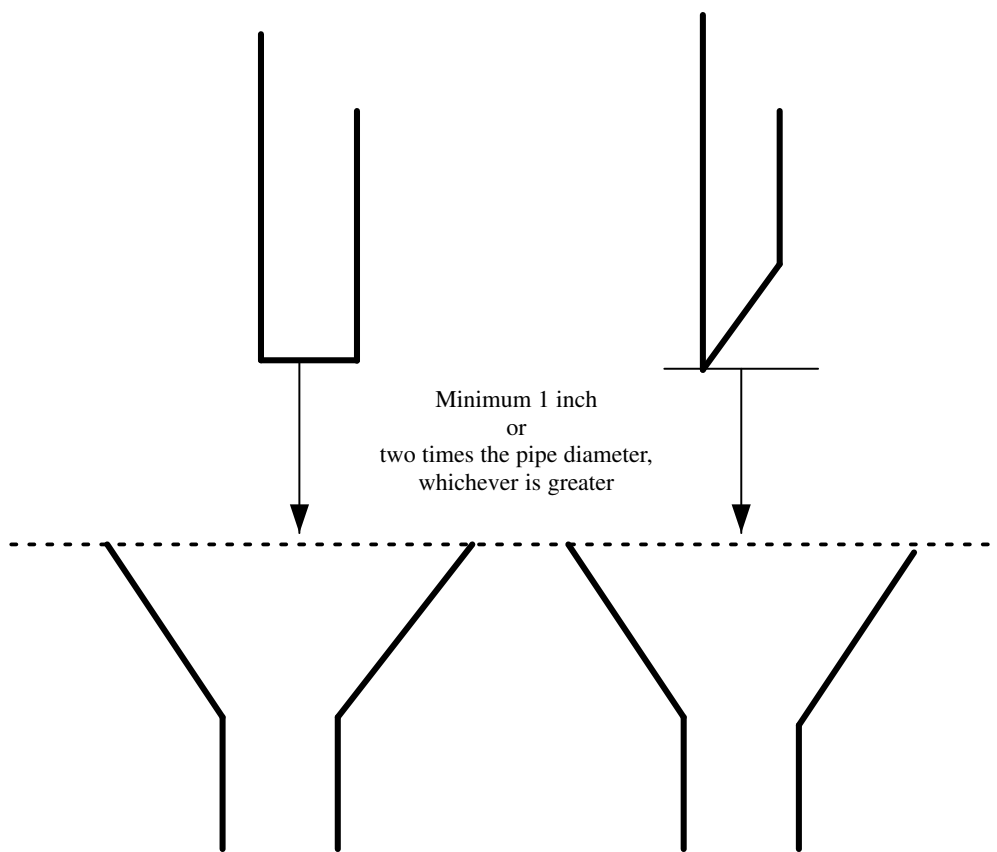 Minimum 1 inch
or
two times the pipe diameter,
whichever is greater